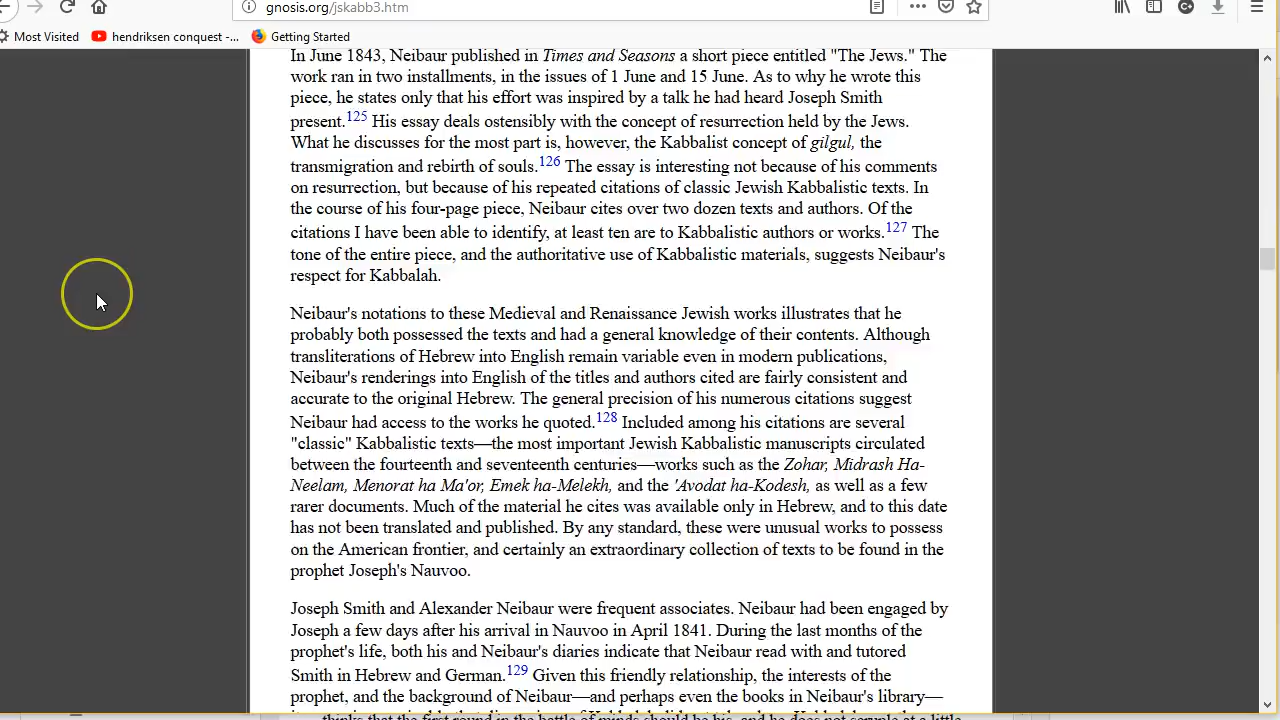 gnosis.org/jskabb3.htm
Most Visited
hendriksen conquest -...
Getting Started
In June 1843, Neibaur published in Times and Seasons a short piece entitled "The Jews." The
work ran in two installments, in the issues of 1 June and 15 June. As to why he wrote this
piece, he states only that his effort was inspired by a talk he had heard Joseph Smith
present.125 His essay deals ostensibly with the concept of resurrection held by the Jews.
What he discusses for the most part is, however, the Kabbalist concept of gilgul, the
transmigration and rebirth of souls.126 The essay is interesting not because of his comments
on resurrection, but because of his repeated citations of classic Jewish Kabbalistic texts. In
the course of his four-page piece, Neibaur cites over two dozen texts and authors. Of the
citations I have been able to identify, at least ten are to Kabbalistic authors or works.127 The
tone of the entire piece, and the authoritative use of Kabbalistic materials, suggests Neibaur's
respect for Kabbalah.
Neibaur's notations to these Medieval and Renaissance Jewish works illustrates that he
probably both possessed the texts and had a general knowledge of their contents. Although
transliterations of Hebrew into English remain variable even in modern publications,
Neibaur's renderings into English of the titles and authors cited are fairly consistent and
accurate to the original Hebrew. The general precision of his numerous citations suggest
Neibaur had access to the works he quoted.128 Included among his citations are several
"classic" Kabbalistic texts—the most important Jewish Kabbalistic manuscripts circulated
between the fourteenth and seventeenth centuries—works such as the Zohar, Midrash Ha-
Neelam, Menorat ha Ma'or, Emek ha-Melekh, and the 'Avodat ha-Kodesh, as well as a few
rarer documents. Much of the material he cites was available only in Hebrew, and to this date
has not been translated and published. By any standard, these were unusual works to possess
on the American frontier, and certainly an extraordinary collection of texts to be found in the
prophet Joseph's Nauvoo.
Joseph Smith and Alexander Neibaur were frequent associates. Neibaur had been engaged by
Joseph a few days after his arrival in Nauvoo in April 1841. During the last months of the
prophet's life, both his and Neibaur's diaries indicate that Neibaur read with and tutored
Smith in Hebrew and German.129 Given this friendly relationship, the interests of the
prophet, and the background of Neibaur—and perhaps even the books in Neibaur's library—